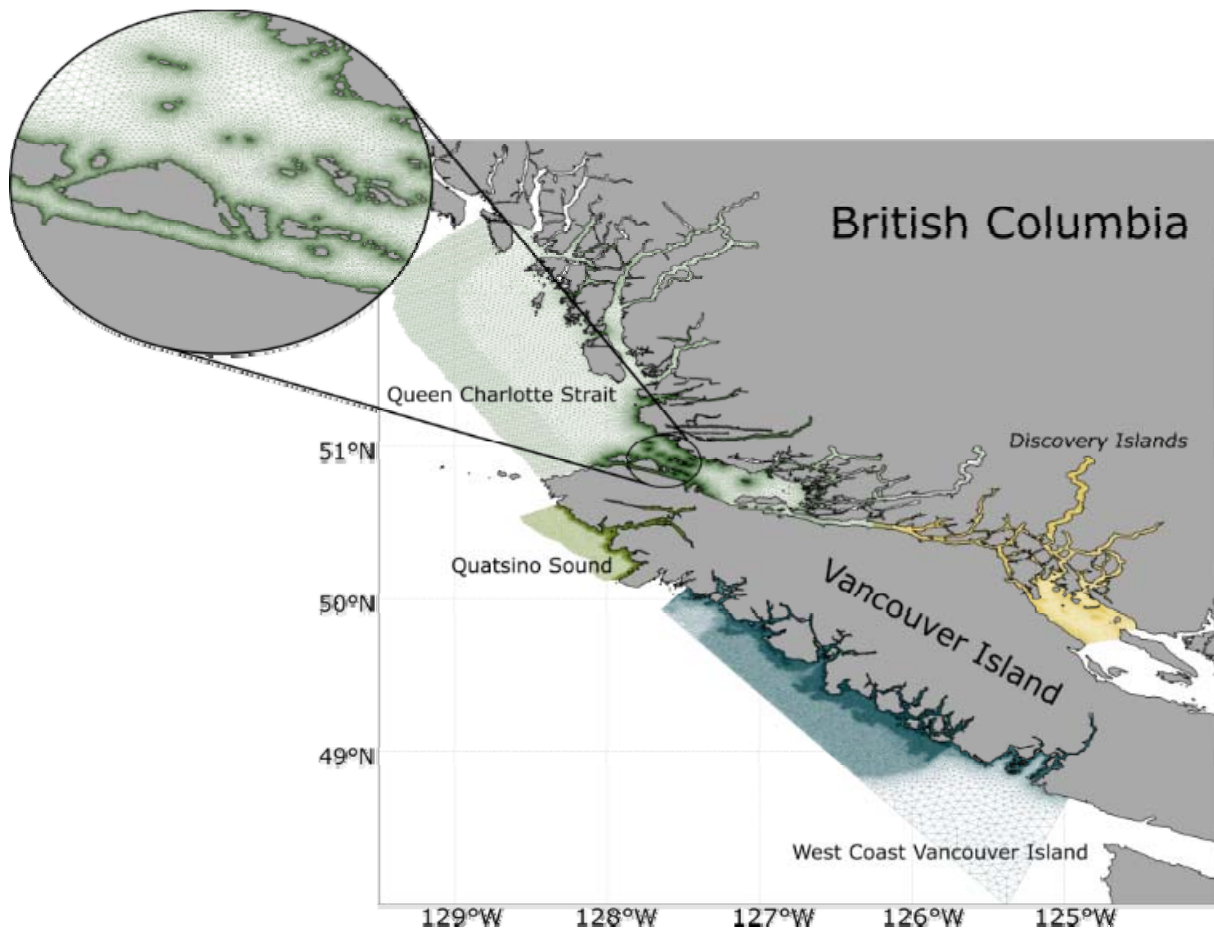 British Columbia
Queen Charlotte Strait
51°N
Discovery Islands
Quatsino Sound
50°N
Vancouver Island
49°N
West Coast Vancouver Island
129°W 128°W 127°W 126°W 125°W